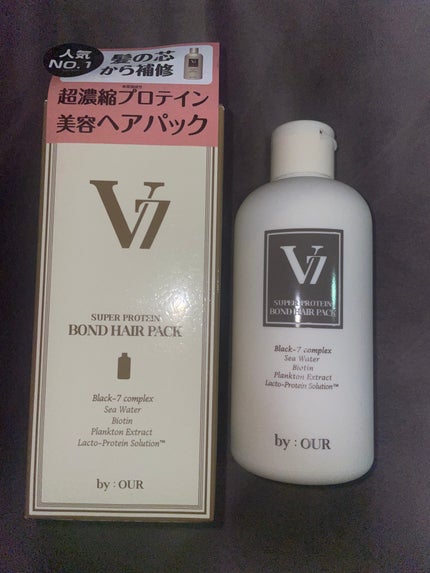 人気
NO.1
髪の芯
から補修
超濃縮プロテイン
美容ヘアパック
V7
SUPER PROTEIN
BOND HAIR PACK
Black-7 complex
Sea Water
Biotin
Plankton Extract
Lacto-Protein Solution™
by : OUR
V7
SUPER PROTEIN
BOND HAIR PACK
Black-7 complex
Sea Water
Biotin
Plankton Extract
Lacto-Protein Solution™
by : OUR